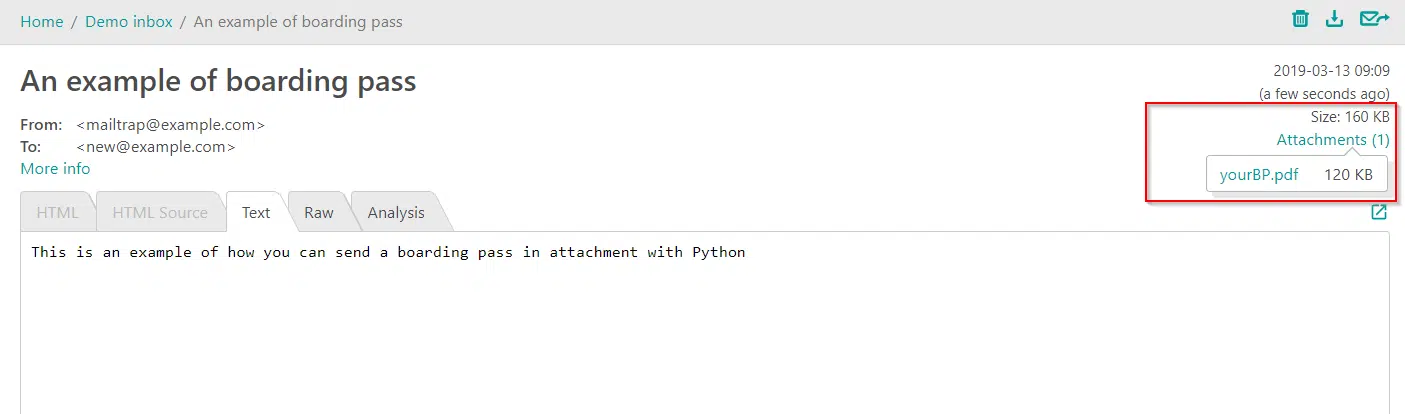 Home / Demo inbox / An example of boarding pass
An example of boarding pass
2019-03-13 09:09
(a few seconds ago)
Size: 160 KB
Attachments (1)
yourBP.pdf 120 KB
From: <mailtrap@example.com>
To: <new@example.com>
More info
HTML HTML Source Text Raw Analysis
This is an example of how you can send a boarding pass in attachment with Python